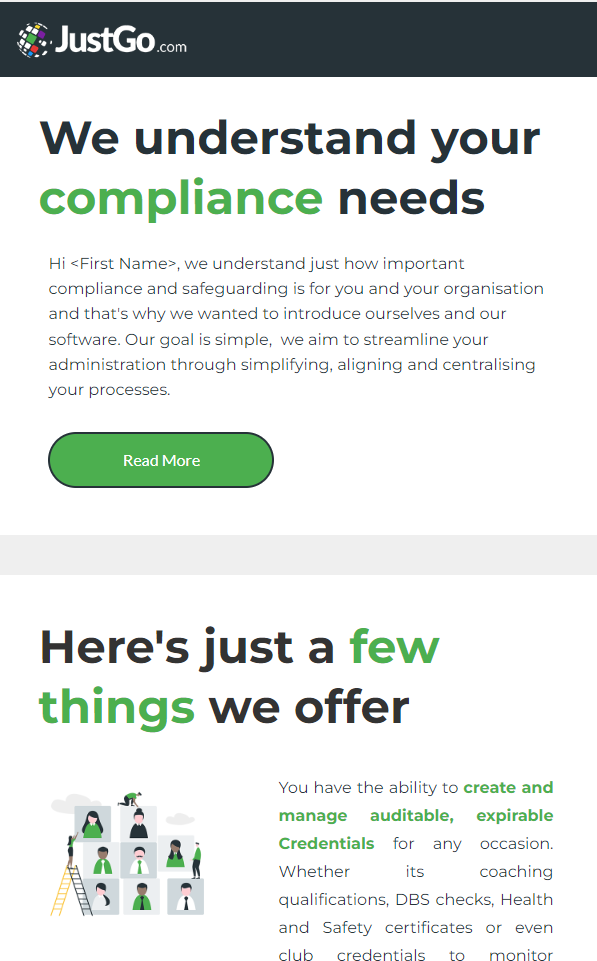 JustGo.com
We understand your
compliance needs
Hi <First Name>, we understand just how important
compliance and safeguarding is for you and your organisation
and that's why we wanted to introduce ourselves and our
software. Our goal is simple,  we aim to streamline your
administration through simplifying, aligning and centralising
your processes.
Read More
Here's just a few
things we offer
You have the ability to create and
manage auditable, expirable
Credentials for any occasion.
Whether its coaching
qualifications, DBS checks, Health
and Safety certificates or even
club credentials to monitor